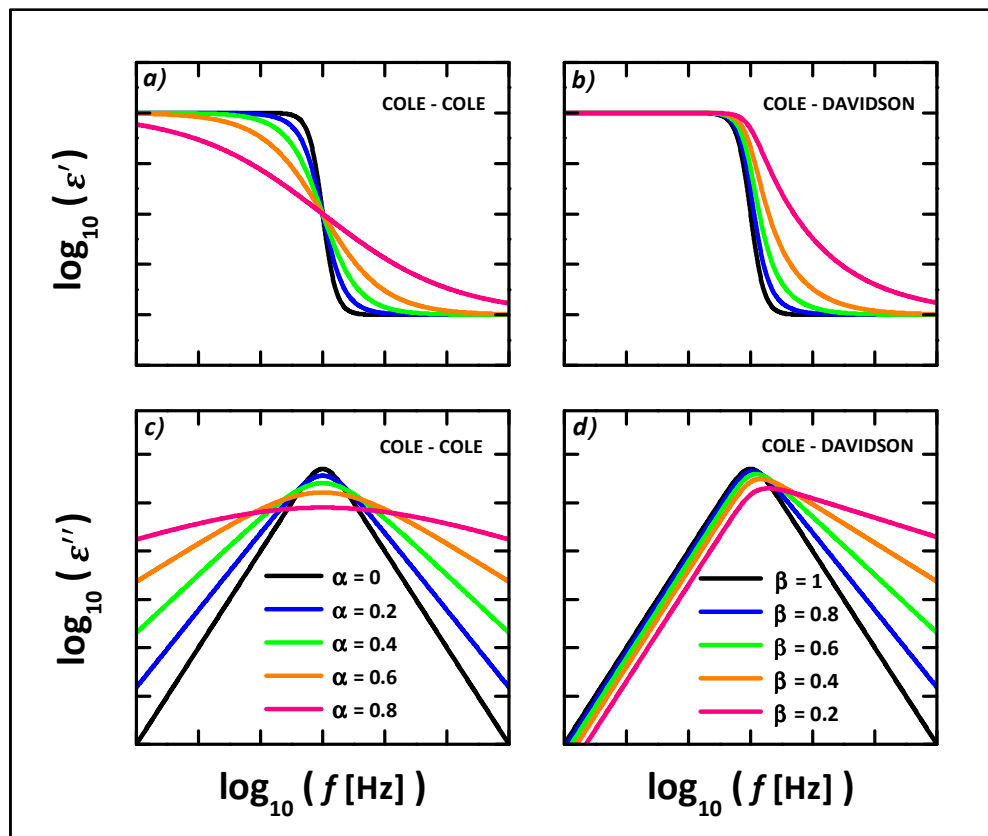 a)
COLE - COLE
log10 (ε′)
b)
COLE - DAVIDSON
c)
COLE - COLE
log10 (ε′′)
α = 0
α = 0.2
α = 0.4
α = 0.6
α = 0.8
log10 (f [Hz])
d)
COLE - DAVIDSON
β = 1
β = 0.8
β = 0.6
β = 0.4
β = 0.2
log10 (f [Hz])